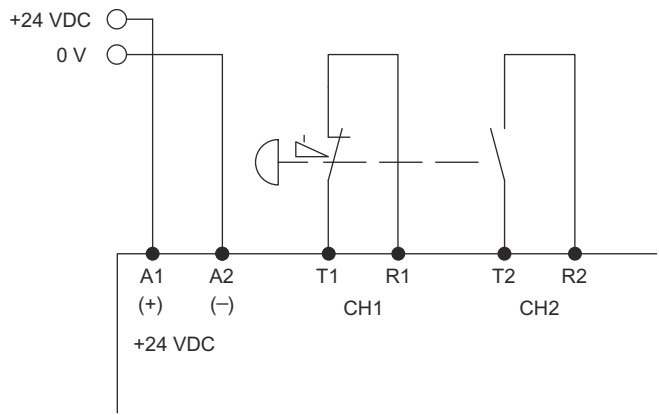 +24 VDC
0 V
A1 A2 T1 R1 T2 R2
(+) (−) CH1 CH2
+24 VDC